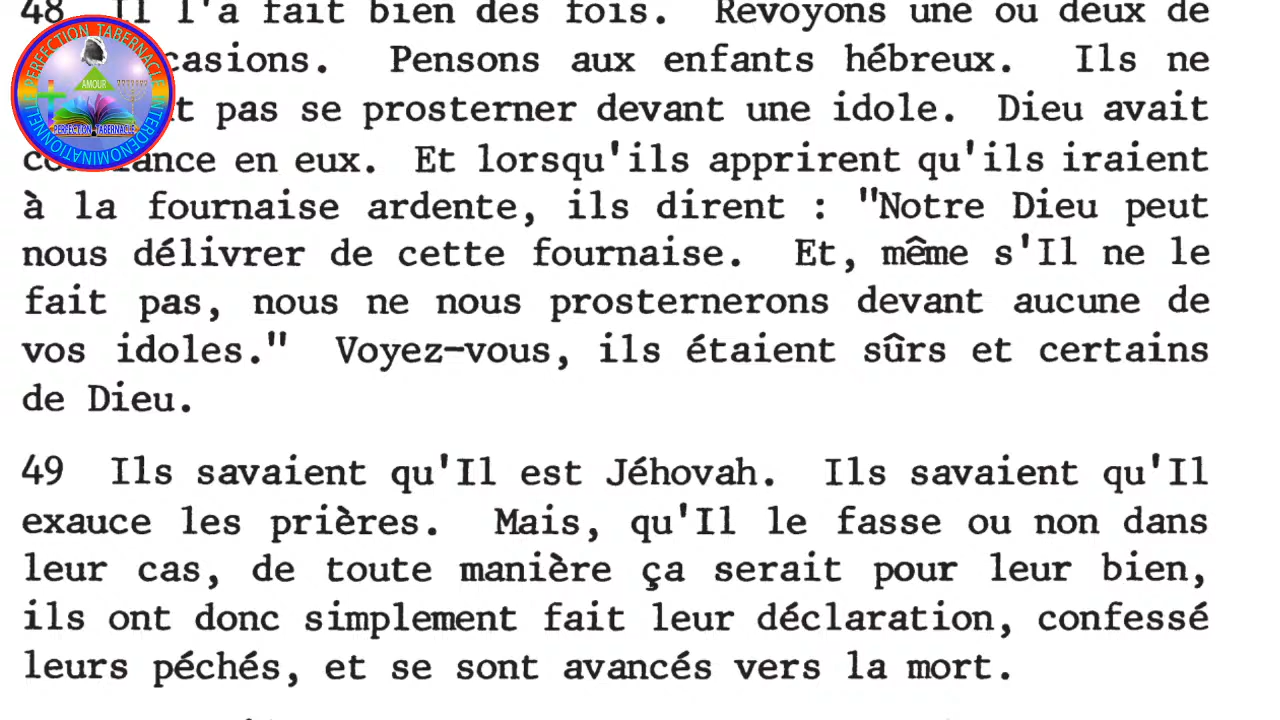 48 Il l'a fait bien des fois. Revoyons une ou deux de
casions. Pensons aux enfants hébreux. Ils ne
t pas se prosterner devant une idole. Dieu avait
en eux. Et lorsqu'ils apprirent qu'ils iraient
à la fournaise ardente, ils dirent : "Notre Dieu peut
nous délivrer de cette fournaise. Et, même s'Il ne le
fait pas, nous ne nous prosternerons devant aucune de
vos idoles." Voyez-vous, ils étaient sûrs et certains
de Dieu.
49 Ils savaient qu'Il est Jéhovah. Ils savaient qu'Il
exauce les prières. Mais, qu'Il le fasse ou non dans
leur cas, de toute manière ça serait pour leur bien,
ils ont donc simplement fait leur déclaration, confessé
leurs péchés, et se sont avancés vers la mort.
PERFECTION TABERNACLE INTERDENOMINATIONNELLE
AMOUR
PERFECTION TABERNACLE